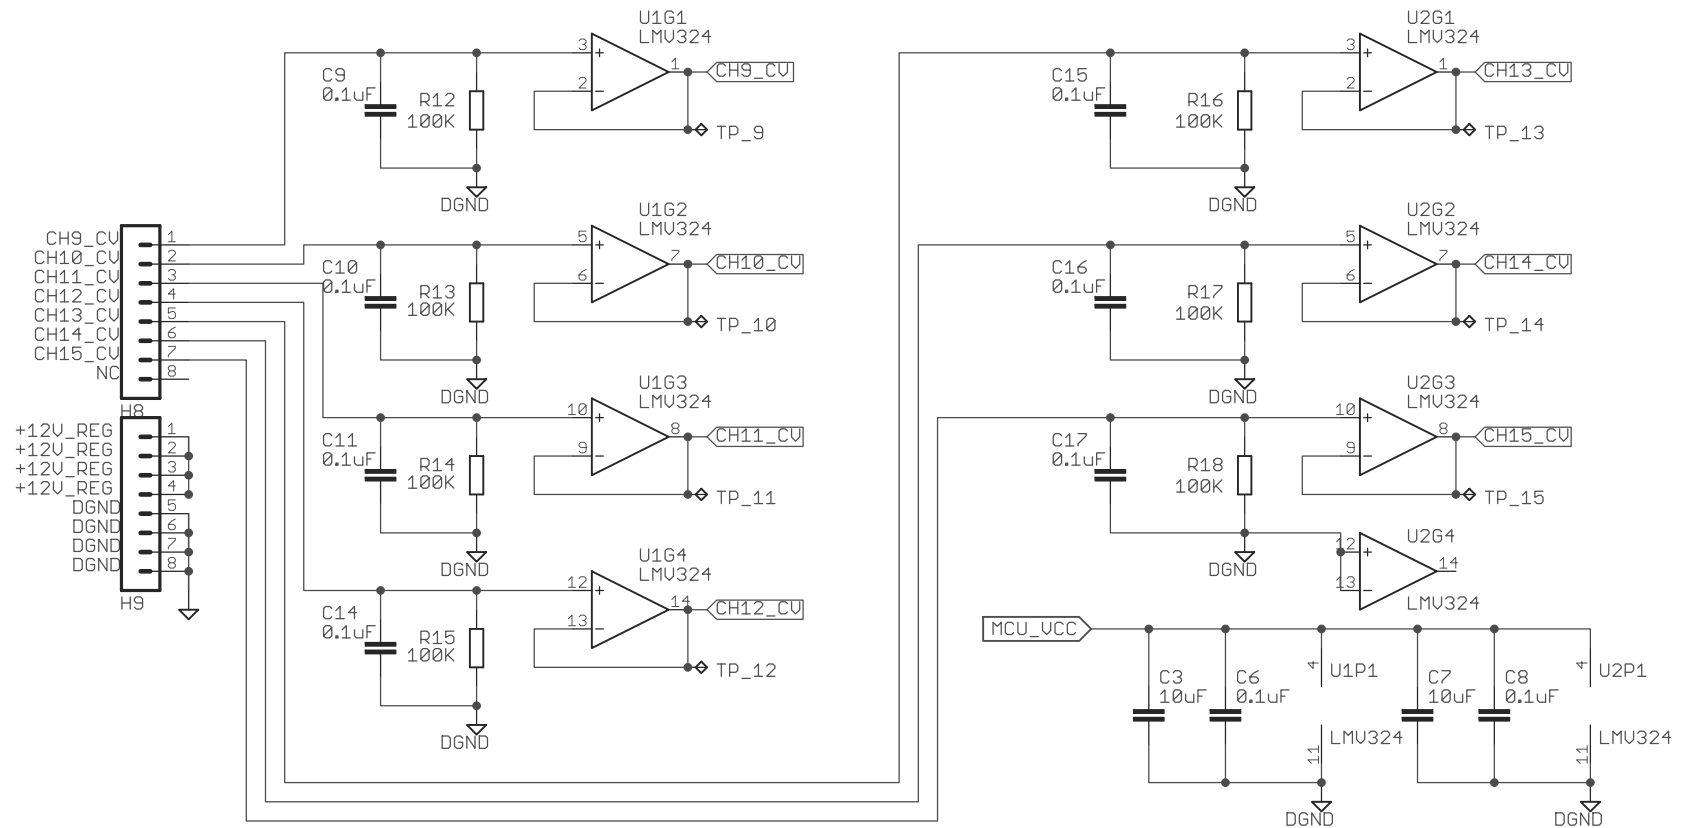 U1G1
LMV324
3
1
2
CH9_CV
C9
0.1uF
R12
100K
TP_9
DGND
U2G1
LMV324
3
1
2
CH13_CV
C15
0.1uF
R16
100K
TP_13
DGND
CH9_CV 1
CH10_CV 2
CH11_CV 3
CH12_CV 4
CH13_CV 5
CH14_CV 6
CH15_CV 7
NC 8
H8
U1G2
LMV324
5
7
6
CH10_CV
C10
0.1uF
R13
100K
TP_10
DGND
U2G2
LMV324
5
7
6
CH14_CV
C16
0.1uF
R17
100K
TP_14
DGND
+12V_REG 1
+12V_REG 2
+12V_REG 3
+12V_REG 4
DGND 5
DGND 6
DGND 7
DGND 8
H9
U1G3
LMV324
10
8
9
CH11_CV
C11
0.1uF
R14
100K
TP_11
DGND
U2G3
LMV324
10
8
9
CH15_CV
C17
0.1uF
R18
100K
TP_15
DGND
U1G4
LMV324
12
14
13
CH12_CV
C14
0.1uF
R15
100K
TP_12
DGND
U2G4
12
14
13
LMV324
MCU_VCC
C3
10uF
C6
0.1uF
4
U1P1
LMV324
11
DGND
C7
10uF
C8
0.1uF
4
U2P1
LMV324
11
DGND